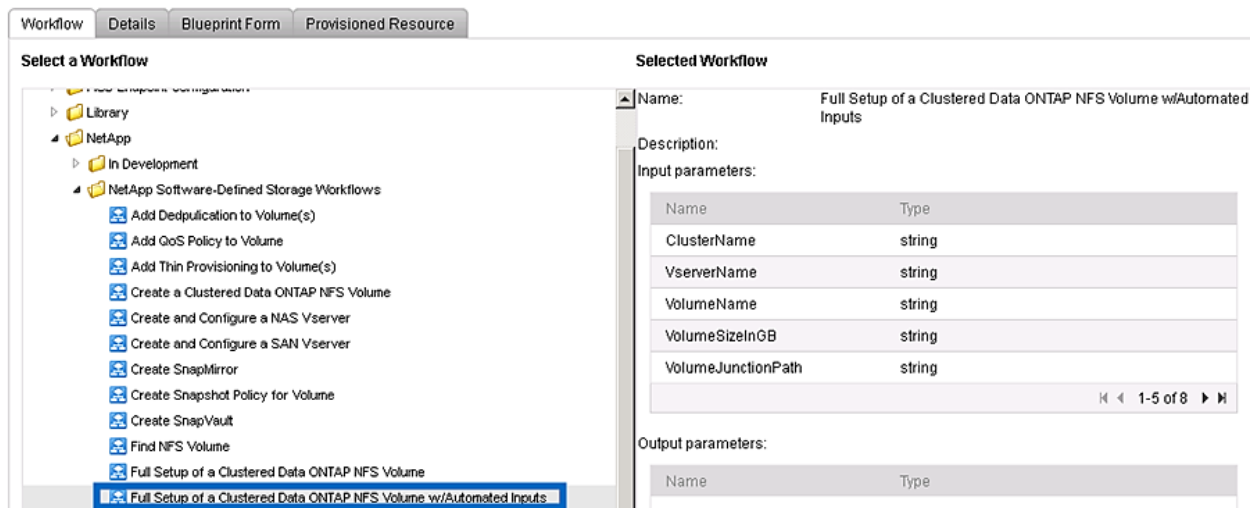 Workflow Details Blueprint Form Provisioned Resource
Select a Workflow
Library
NetApp
In Development
NetApp Software-Defined Storage Workflows
Add Dedpulication to Volume(s)
Add QoS Policy to Volume
Add Thin Provisioning to Volume(s)
Create a Clustered Data ONTAP NFS Volume
Create and Configure a NAS Vserver
Create and Configure a SAN Vserver
Create SnapMirror
Create Snapshot Policy for Volume
Create SnapVault
Find NFS Volume
Full Setup of a Clustered Data ONTAP NFS Volume
Full Setup of a Clustered Data ONTAP NFS Volume w/Automated Inputs
Selected Workflow
Name: Full Setup of a Clustered Data ONTAP NFS Volume w/Automated
Inputs
Description:
Input parameters:
Name Type
ClusterName string
VserverName string
VolumeName string
VolumeSizeInGB string
VolumeJunctionPath string
1-5 of 8
Output parameters:
Name Type